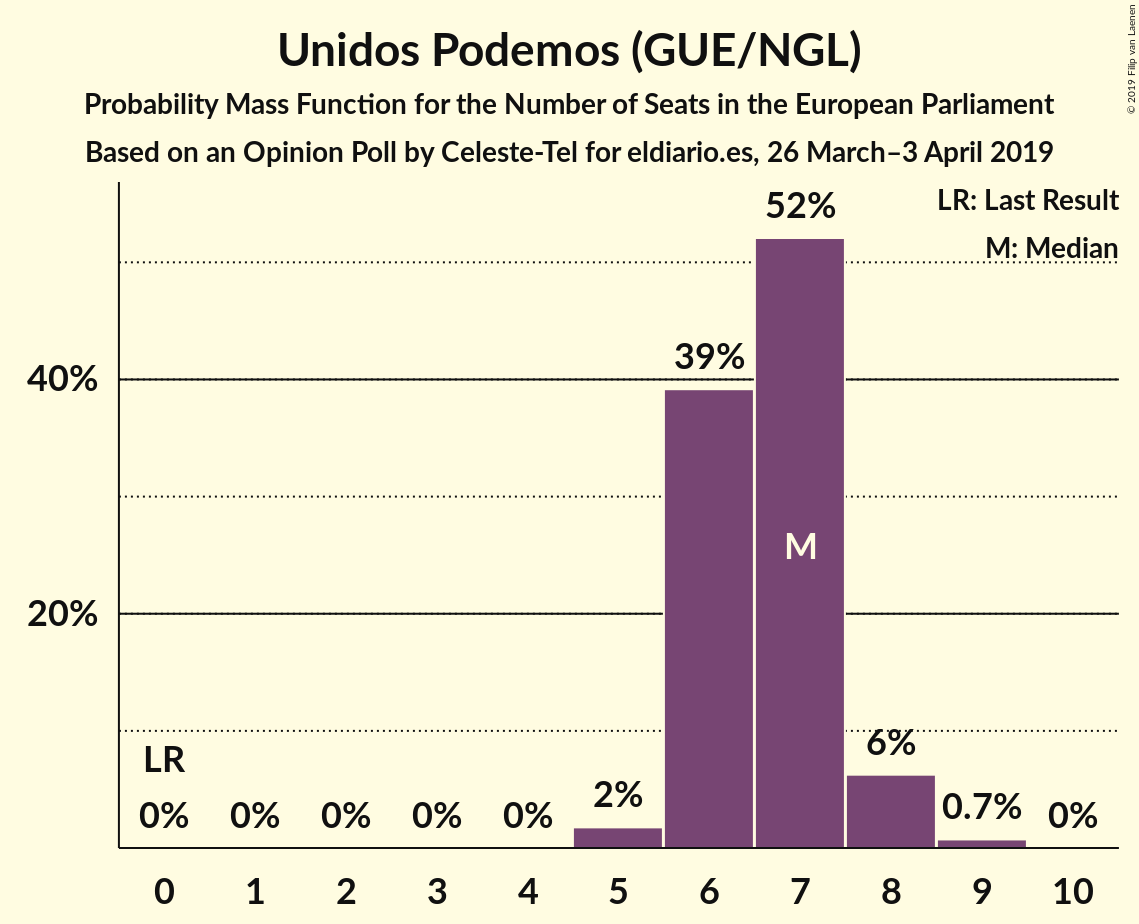 Unidos Podemos (GUE/NGL)
Probability Mass Function for the Number of Seats in the European Parliament
Based on an Opinion Poll by Celeste-Tel for eldiario.es, 26 March–3 April 2019
© 2019 Filip van Laenen
LR: Last Result
M: Median
52%
39%
40%
M
20%
LR
6%
2%
0.7%
0% 0% 0% 0% 0% 0%
0 1 2 3 4 5 6 7 8 9 10